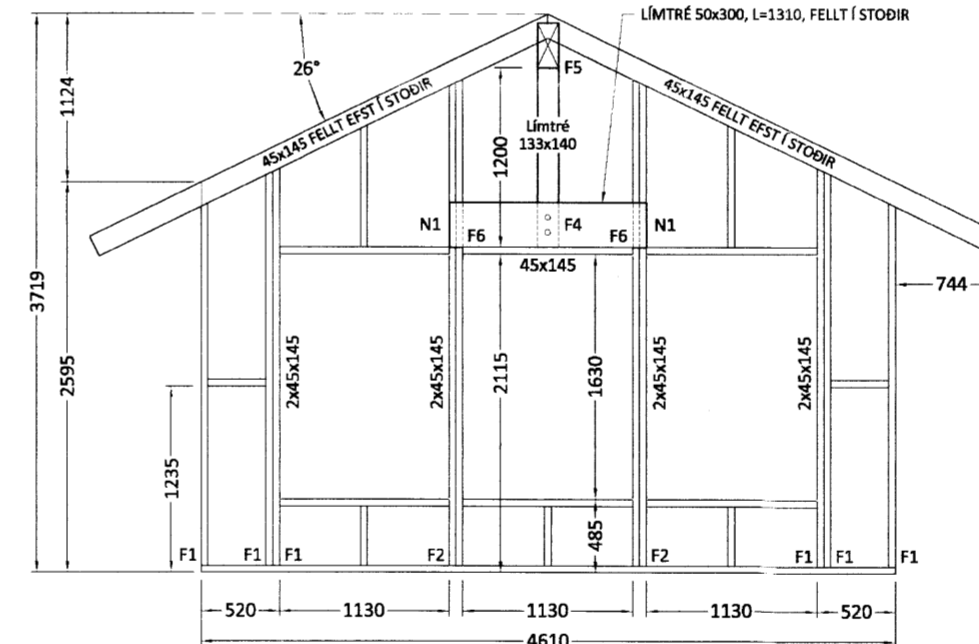 LÍMTRÉ 50x300, L=1310, FELLT Í STOÐIR
26°
F5
1124
45x145 FELLT EFST Í STOÐIR
45x145 FELLT EFST Í STOÐIR
1200
Límtré
133x140
N1
F6
F4
F6
N1
45x145
744
3719
2595
2x45x145
2x45x145
2115
1630
2x45x145
2x45x145
1235
485
F1
F1
F1
F2
F2
F1
F1
F1
520
1130
1130
1130
520
4610